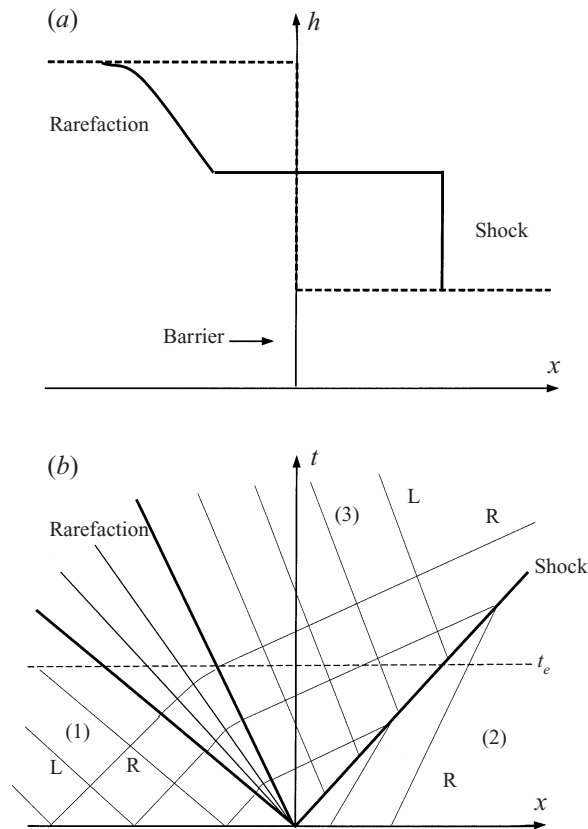 (a)
h
Rarefaction
Shock
Barrier
x
(b)
t
L
(3)
R
Rarefaction
Shock
t_e
(1)
(2)
L
R
R
x